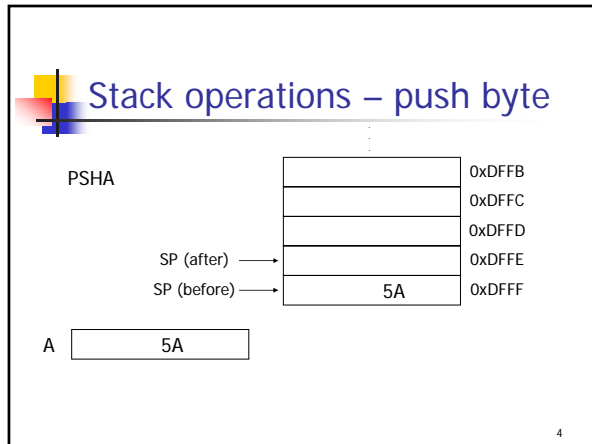 Stack operations – push byte
PSHA
0xDFFB
0xDFFC
0xDFFD
SP (after)
0xDFFE
SP (before)
5A
0xDFFF
A
5A
4